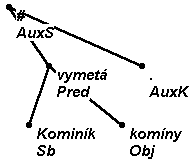 #
AuxS
vymetá
Pred
.
AuxK
Kominík
Sb
komíny
Obj